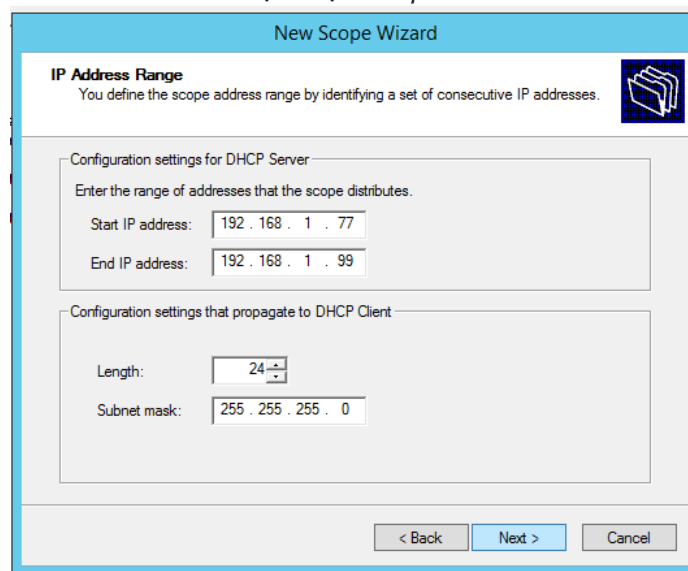 New Scope Wizard
IP Address Range
You define the scope address range by identifying a set of consecutive IP addresses.
Configuration settings for DHCP Server
Enter the range of addresses that the scope distributes.
Start IP address: 192 . 168 . 1 . 77
End IP address: 192 . 168 . 1 . 99
Configuration settings that propagate to DHCP Client
Length: 24
Subnet mask: 255 . 255 . 255 . 0
< Back Next > Cancel